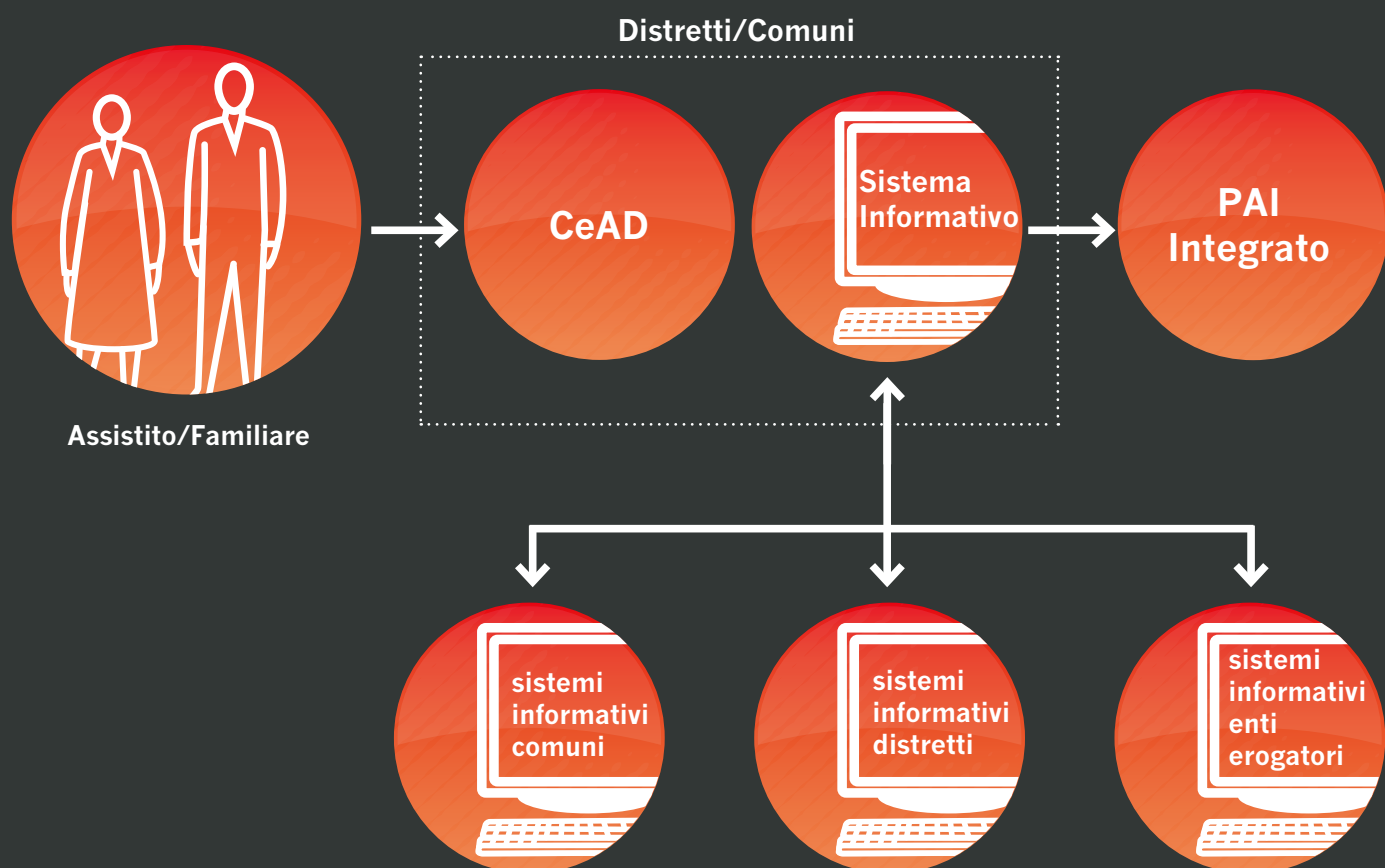 Distretti/Comuni
CeAD
Sistema
Informativo
PAI
Integrato
Assistito/Familiare
sistemi
informativi
comuni
sistemi
informativi
distretti
sistemi
informativi
enti
erogatori